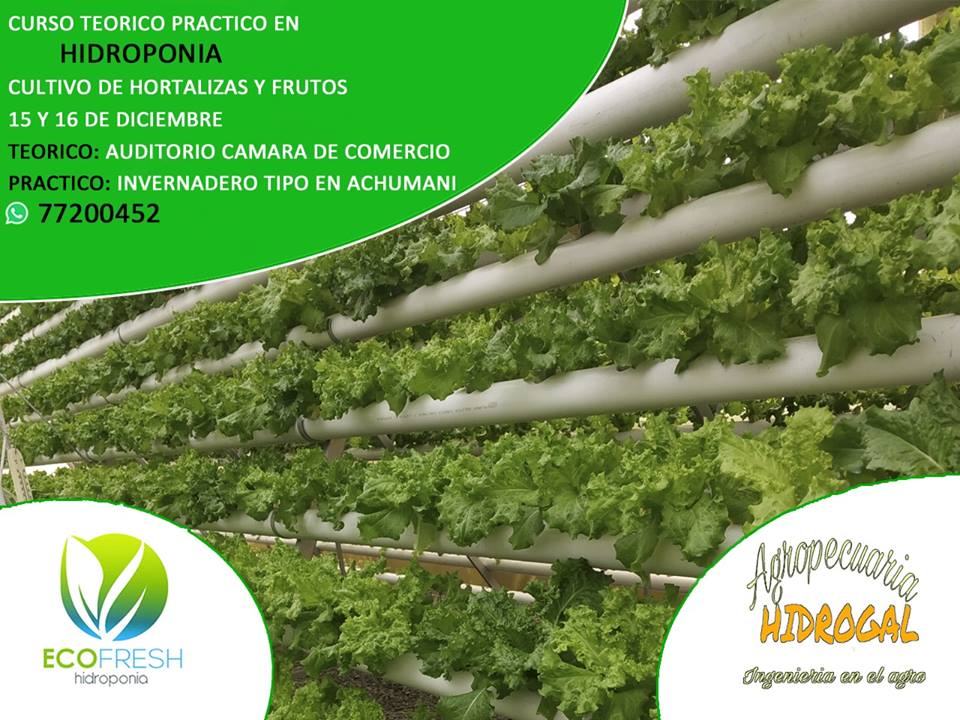 CURSO TEORICO PRACTICO EN
HIDROPONIA
CULTIVO DE HORTALIZAS Y FRUTOS
15 Y 16 DE DICIEMBRE
TEORICO: AUDITORIO CAMARA DE COMERCIO
PRACTICO: INVERNADERO TIPO EN ACHUMANI
77200452
ECOFRESH
hidroponia
Agropecuaria
HIDROGAL
Ingenieria en el agro